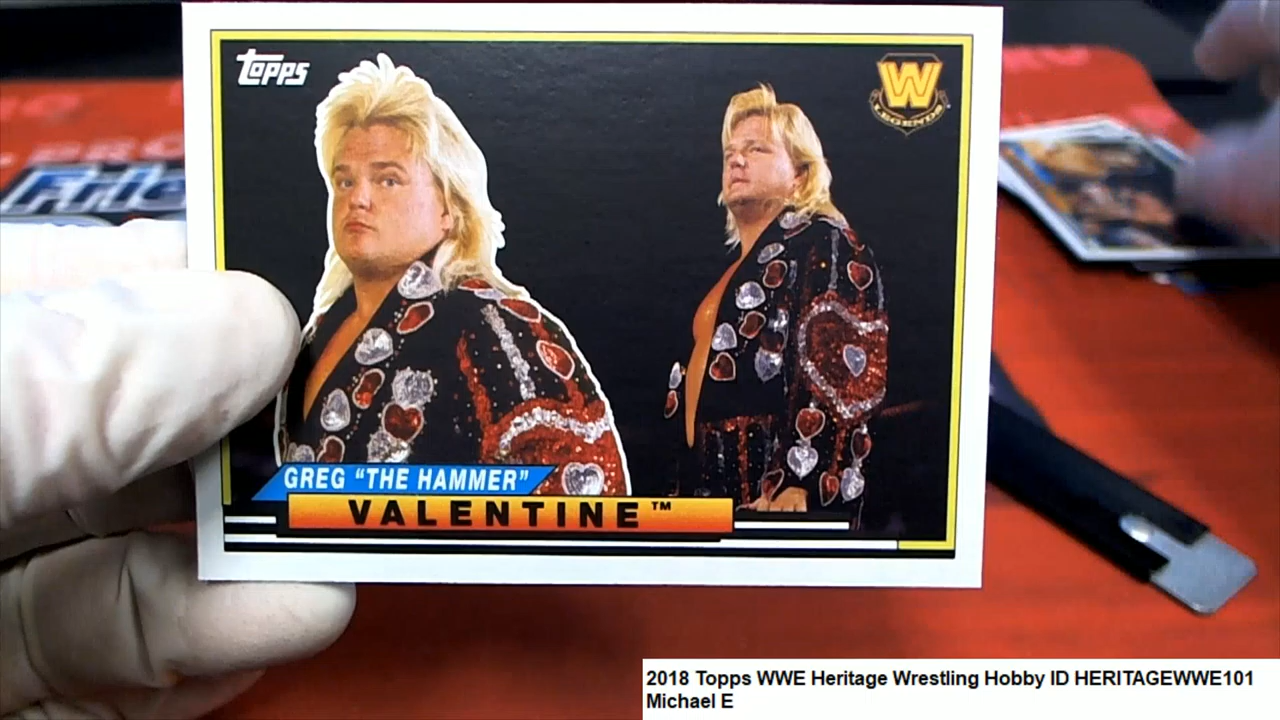 topps
W
LEGENDS
GREG "THE HAMMER"
VALENTINE™
2018 Topps WWE Heritage Wrestling Hobby ID HERITAGEWWE101
Michael E